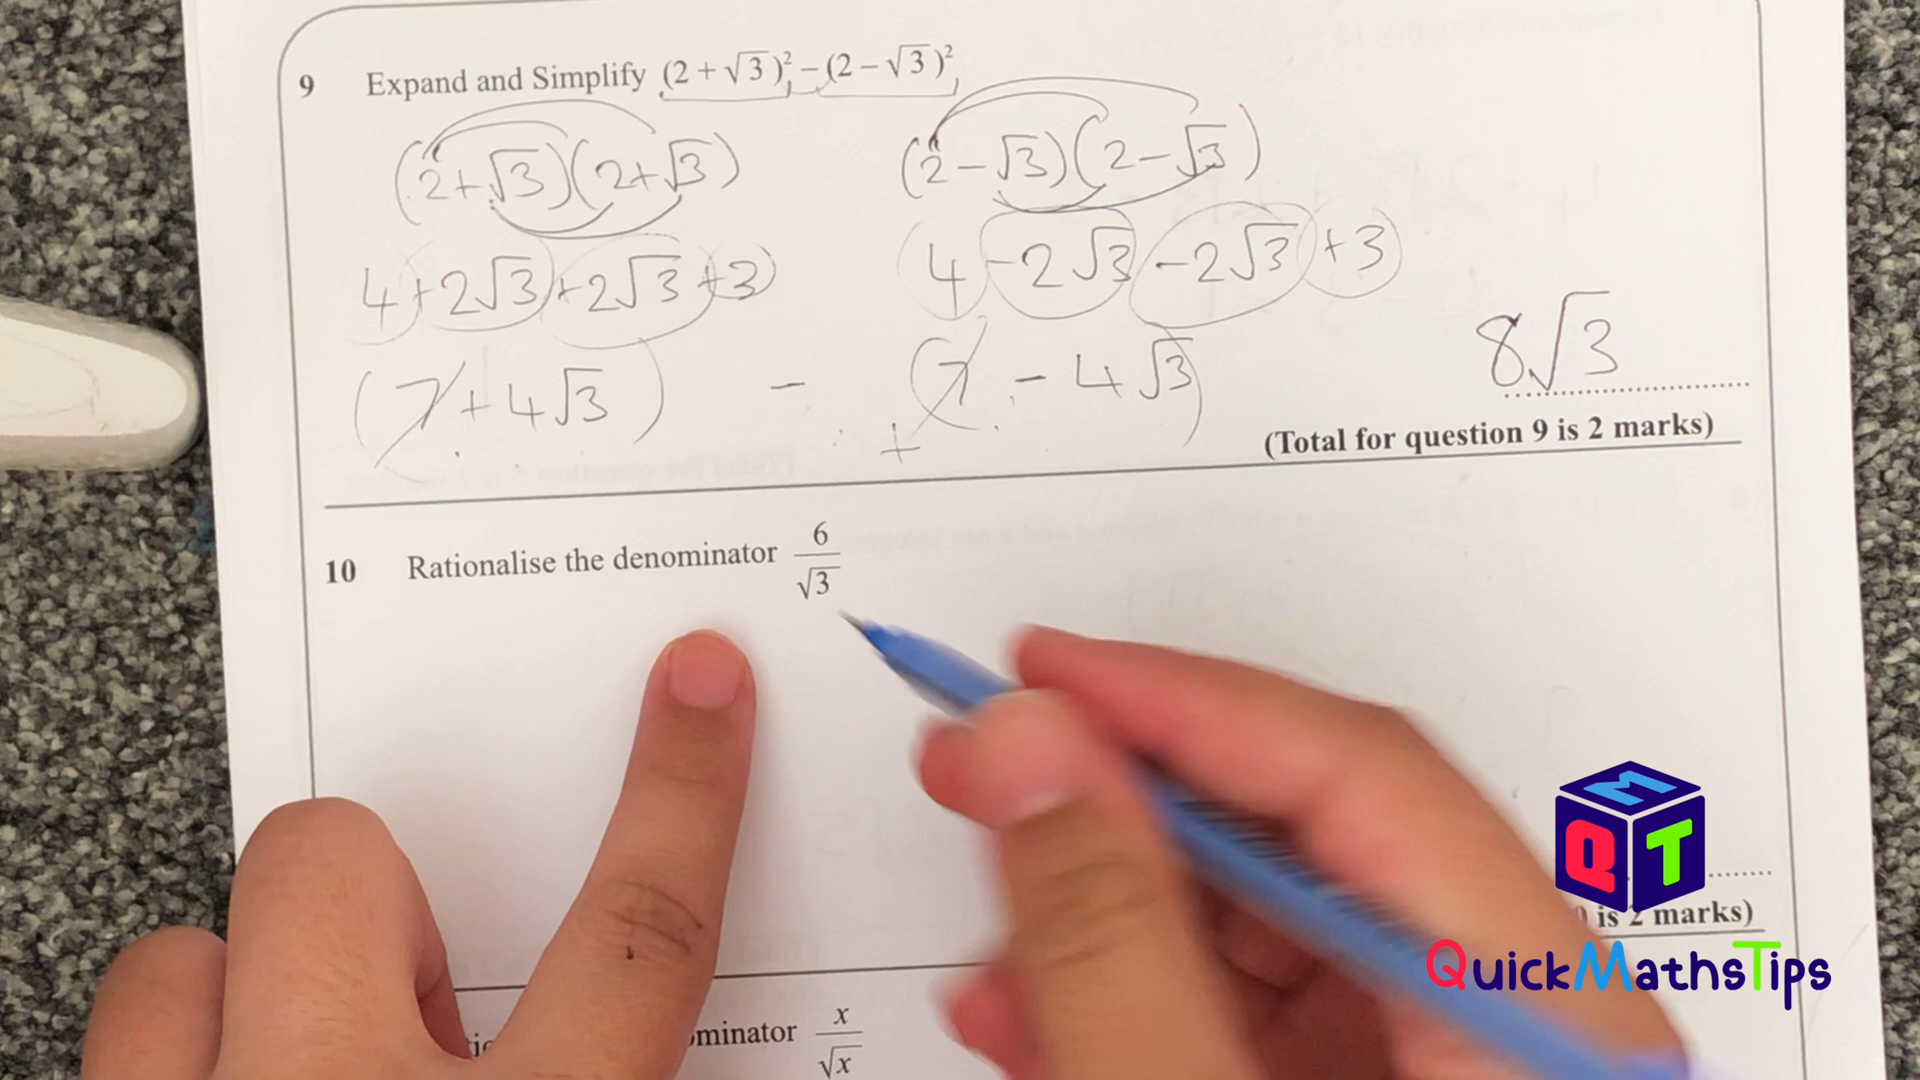 9 Expand and Simplify (2 + √3)² − (2 − √3)²
(2+√3)(2+√3) (2−√3)(2−√3)
4+2√3+2√3+3 4−2√3−2√3+3
(7+4√3) − (7−4√3)
+
8√3
(Total for question 9 is 2 marks)
10 Rationalise the denominator 6/√3
is 2 marks)
QMT
QuickMathsTips
x/√x